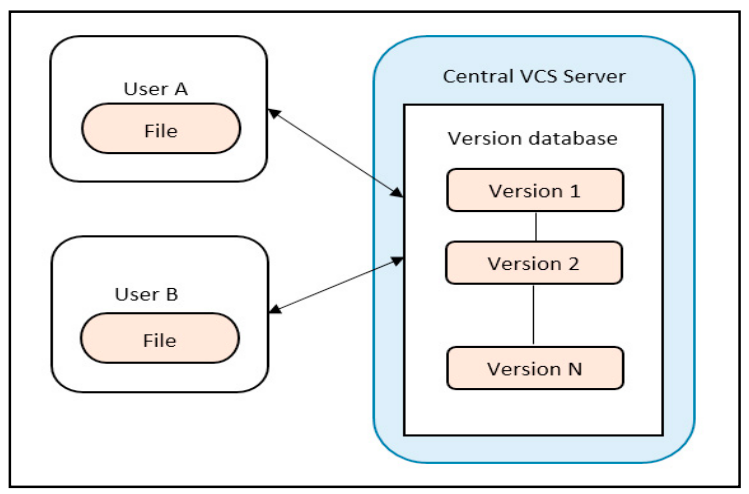 User A
File
User B
File
Central VCS Server
Version database
Version 1
Version 2
Version N